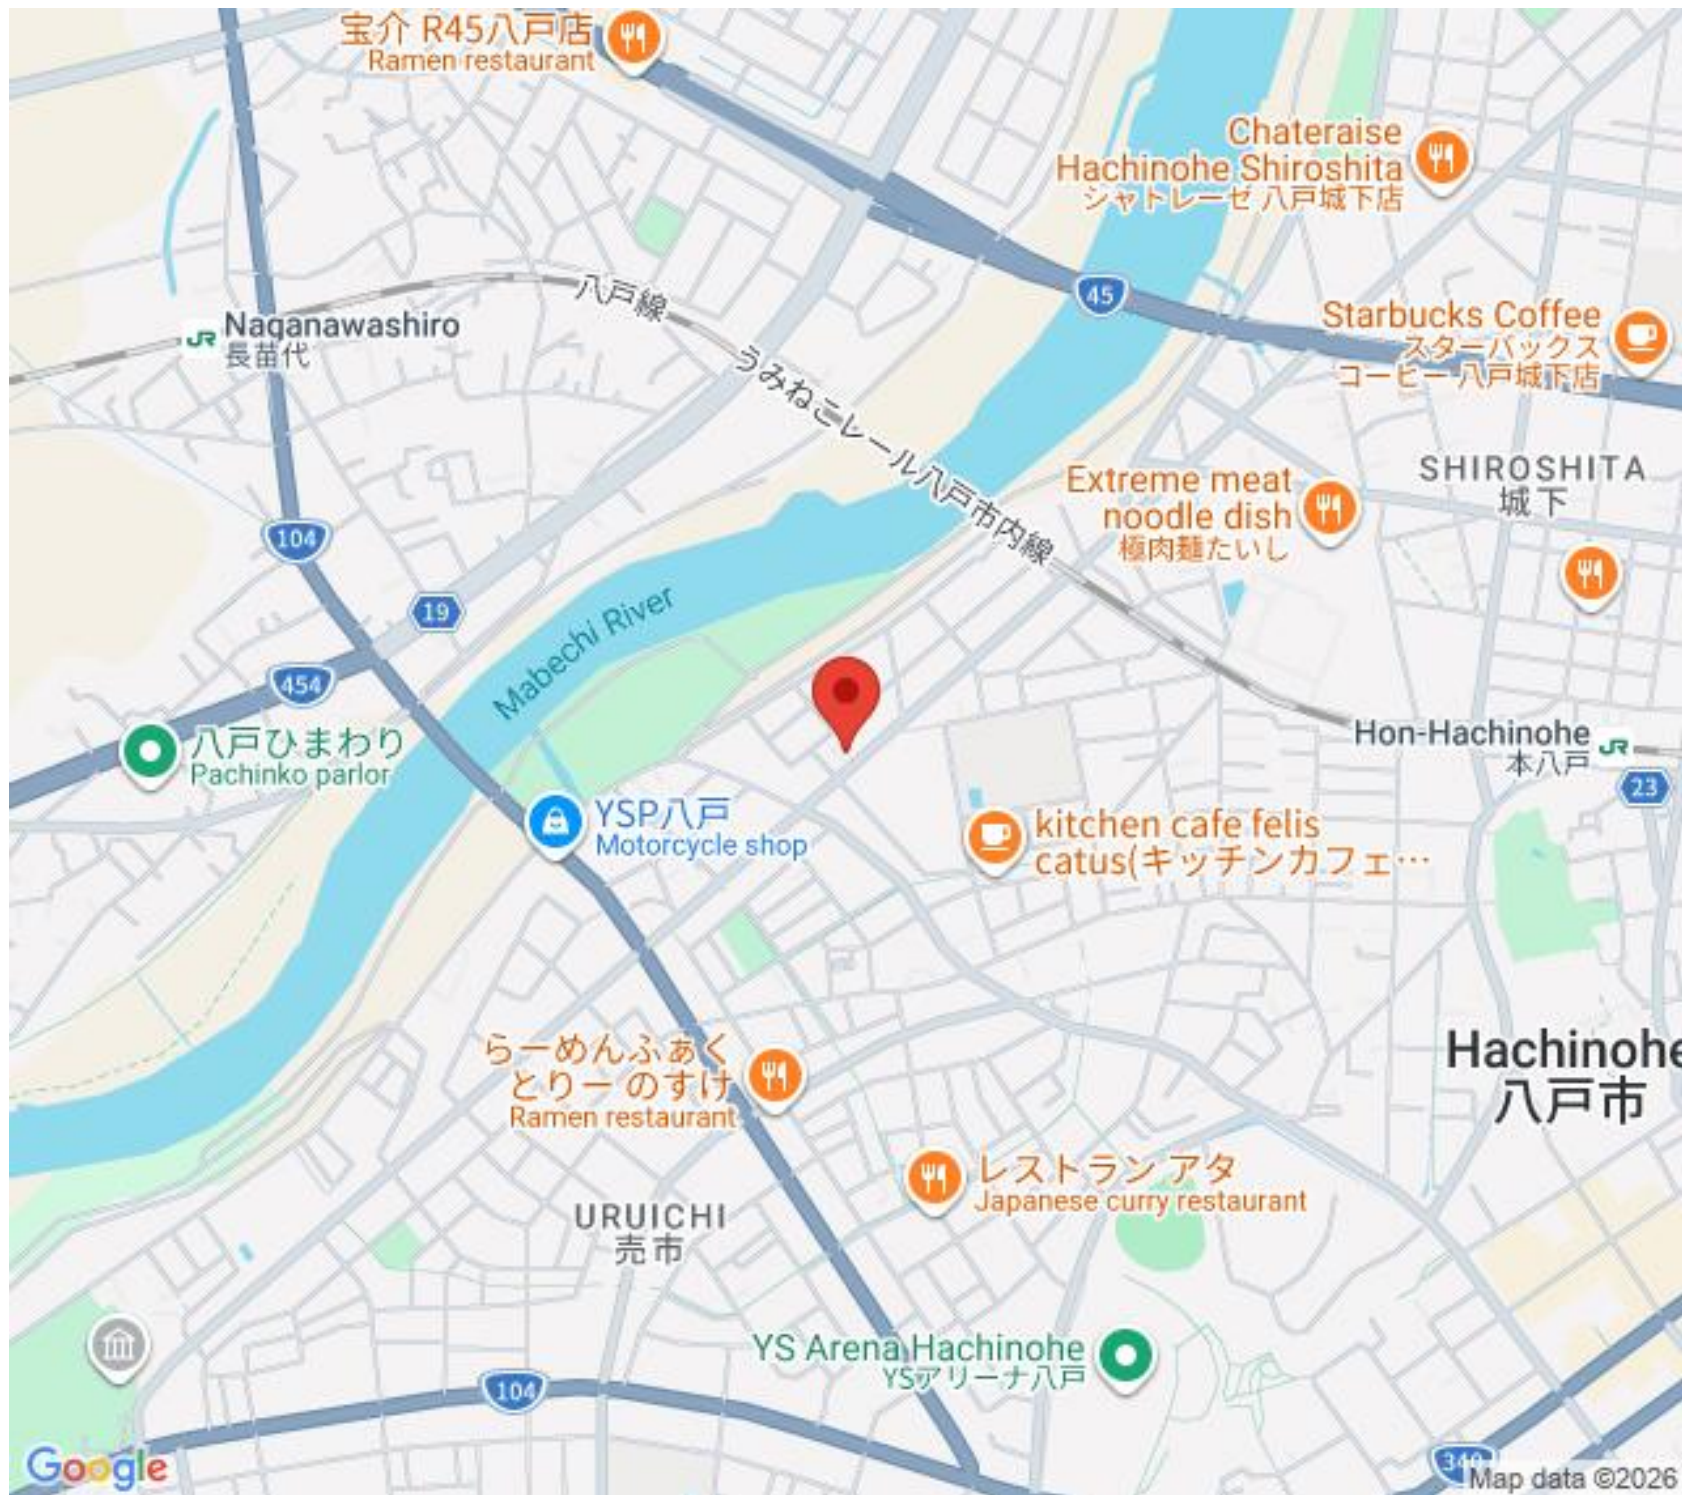 宝介 R45八戸店
Ramen restaurant
Chateraise
Hachinohe Shiroshita
シャトレーゼ 八戸城下店
45
八戸線
Naganawashiro
長苗代
JR
Starbucks Coffee
スターバックス
コーヒー 八戸城下店
うみねこレール八戸市内線
SHIROSHITA
城下
Extreme meat
noodle dish
極肉麺たいし
104
19
Mabechi River
454
八戸ひまわり
Pachinko parlor
Hon-Hachinohe
本八戸
JR
23
YSP八戸
Motorcycle shop
kitchen cafe felis
catus(キッチンカフェ…
らーめんふぁく
とりー のすけ
Ramen restaurant
Hachinohe
八戸市
レストラン アタ
Japanese curry restaurant
URUICHI
売市
YS Arena Hachinohe
YSアリーナ八戸
104
340
Google
Map data ©2026